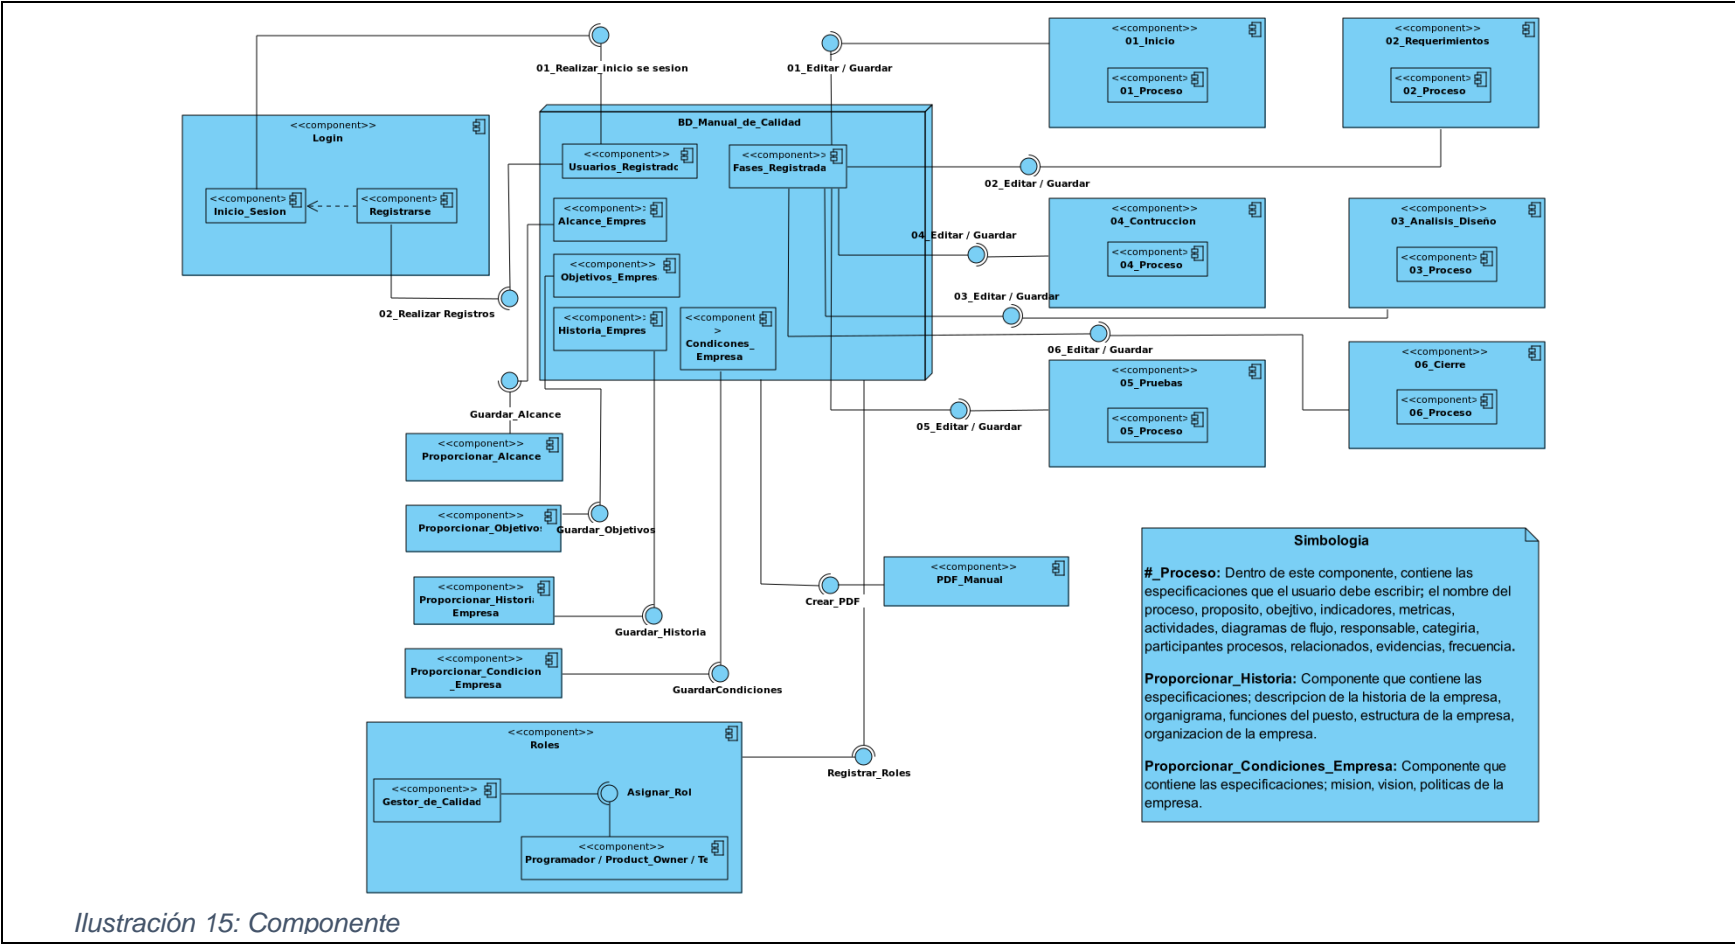 01_Realizar_inicio se sesion
01_Editar / Guardar
<<component>>
01_Inicio
<<component>
01_Proceso
<<component>>
02_Requerimientos
<<component>
02_Proceso
<<component>>
Login
<<component>
Inicio_Sesion
<<component>
Registrarse
02_Realizar Registros
BD_Manual_de_Calidad
<<component>>
Usuarios_Registrado
<<component>>
Fases_Registrada
<<component>
Alcance_Empres
<<component>>
Objetivos_Empres
<<component>
Historia_Empres
<<component
>
Condicones_
Empresa
02_Editar / Guardar
04_Editar / Guardar
<<component>>
04_Contruccion
<<component>
04_Proceso
<<component>>
03_Analisis_Diseño
<<component>
03_Proceso
03_Editar / Guardar
06_Editar / Guardar
<<component>>
05_Pruebas
<<component>
05_Proceso
<<component>>
06_Cierre
<<component>
06_Proceso
05_Editar / Guardar
Guardar_Alcance
<<component>>
Proporcionar_Alcance
<<component>>
Proporcionar_Objetivo
Guardar_Objetivos
<<component>>
Proporcionar_Histori
Empresa
Guardar_Historia
<<component>>
Proporcionar_Condicion
_Empresa
GuardarCondiciones
Crear_PDF
<<component>>
PDF_Manual
<<component>>
Roles
<<component>>
Gestor_de_Calidad
Asignar_Rol
<<component>>
Programador / Product_Owner / Te
Registrar_Roles
Simbologia
#_Proceso: Dentro de este componente, contiene las
especificaciones que el usuario debe escribir; el nombre del
proceso, proposito, obejtivo, indicadores, metricas,
actividades, diagramas de flujo, responsable, categiria,
participantes procesos, relacionados, evidencias, frecuencia.
Proporcionar_Historia: Componente que contiene las
especificaciones; descripcion de la historia de la empresa,
organigrama, funciones del puesto, estructura de la empresa,
organizacion de la empresa.
Proporcionar_Condiciones_Empresa: Componente que
contiene las especificaciones; mision, vision, politicas de la
empresa.
Ilustración 15: Componente